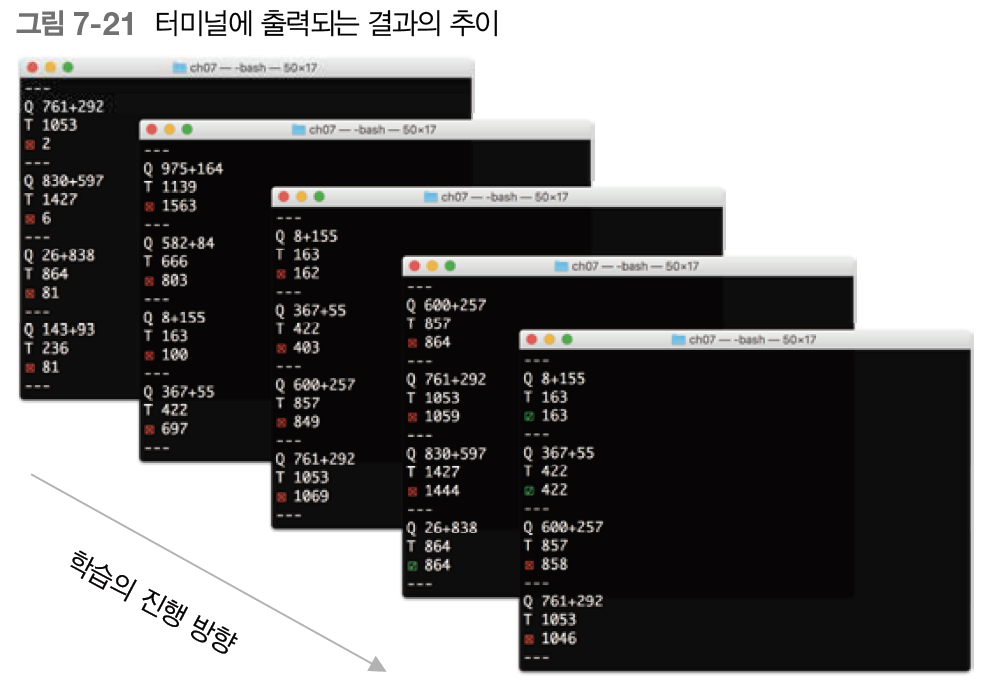 그림 7-21 터미널에 출력되는 결과의 추이
ch07 — -bash — 50×17
---
Q 761+292
T 1053
☒ 2
---
Q 830+597
T 1427
☒ 6
---
Q 26+838
T 864
☒ 81
---
Q 143+93
T 236
☒ 81
---
ch07 — -bash — 50×17
---
Q 975+164
T 1139
☒ 1563
---
Q 582+84
T 666
☒ 803
---
Q 8+155
T 163
☒ 100
---
Q 367+55
T 422
☒ 697
---
ch07 — -bash — 50×17
---
Q 8+155
T 163
☒ 162
---
Q 367+55
T 422
☒ 403
---
Q 600+257
T 857
☒ 849
---
Q 761+292
T 1053
☒ 1069
---
ch07 — -bash — 50×17
---
Q 600+257
T 857
☒ 864
---
Q 761+292
T 1053
☒ 1059
---
Q 830+597
T 1427
☒ 1444
---
Q 26+838
T 864
☑ 864
---
ch07 — -bash — 50×17
---
Q 8+155
T 163
☑ 163
---
Q 367+55
T 422
☑ 422
---
Q 600+257
T 857
☒ 858
---
Q 761+292
T 1053
☒ 1046
---
학습의 진행 방향